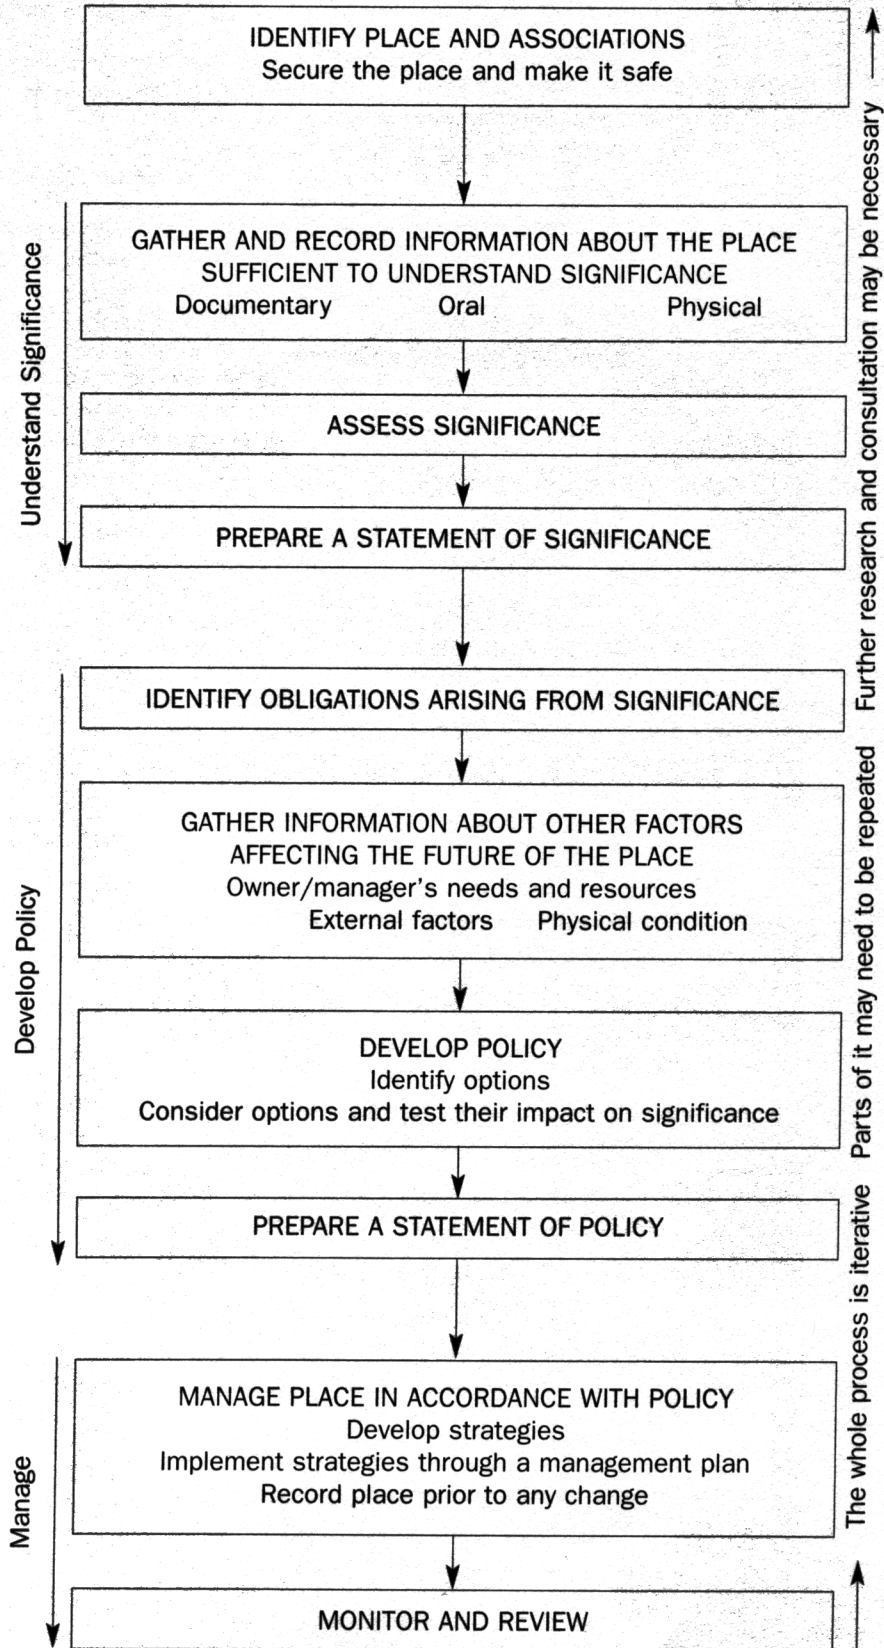 IDENTIFY PLACE AND ASSOCIATIONS
Secure the place and make it safe
Understand Significance
GATHER AND RECORD INFORMATION ABOUT THE PLACE
SUFFICIENT TO UNDERSTAND SIGNIFICANCE
Documentary Oral Physical
ASSESS SIGNIFICANCE
PREPARE A STATEMENT OF SIGNIFICANCE
Develop Policy
IDENTIFY OBLIGATIONS ARISING FROM SIGNIFICANCE
GATHER INFORMATION ABOUT OTHER FACTORS
AFFECTING THE FUTURE OF THE PLACE
Owner/manager's needs and resources
External factors Physical condition
DEVELOP POLICY
Identify options
Consider options and test their impact on significance
PREPARE A STATEMENT OF POLICY
Manage
MANAGE PLACE IN ACCORDANCE WITH POLICY
Develop strategies
Implement strategies through a management plan
Record place prior to any change
MONITOR AND REVIEW
The whole process is iterative Parts of it may need to be repeated Further research and consultation may be necessary